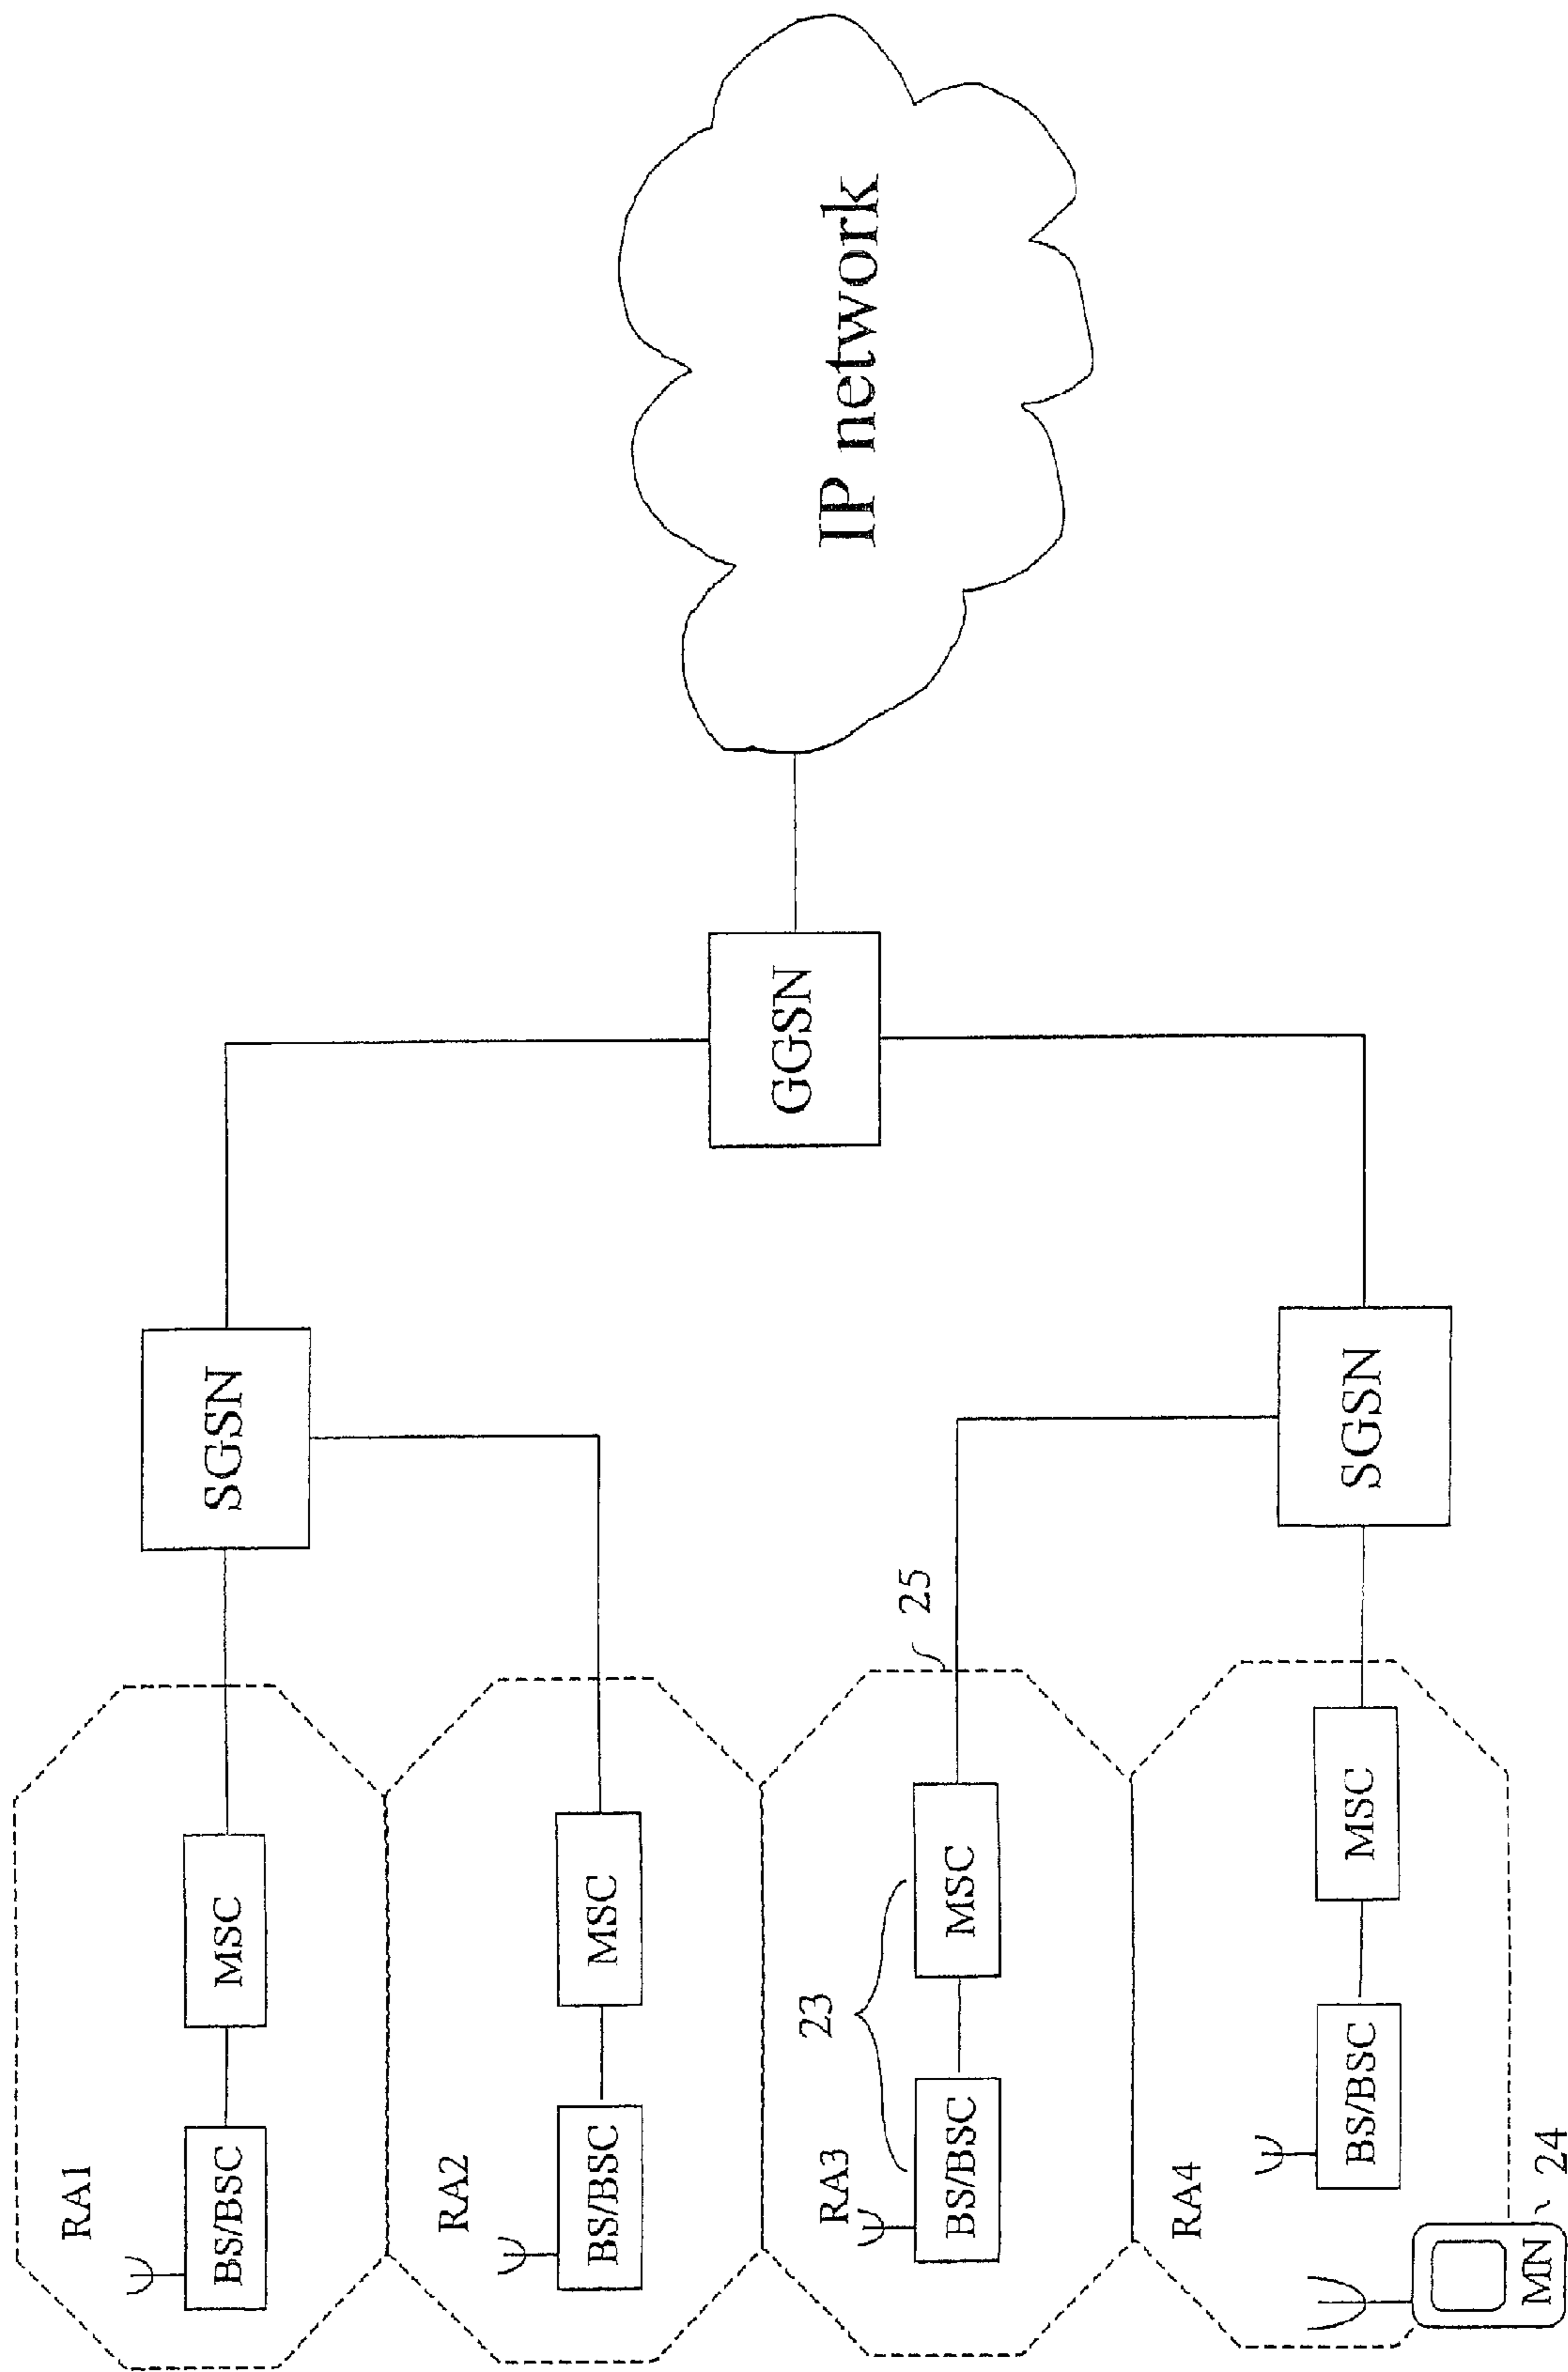 IP network
GGSN
SGSN
SGSN
25
RA1
BS/BSC
MSC
RA2
BS/BSC
MSC
RA3
BS/BSC
23
MSC
RA4
BS/BSC
MSC
MN
24